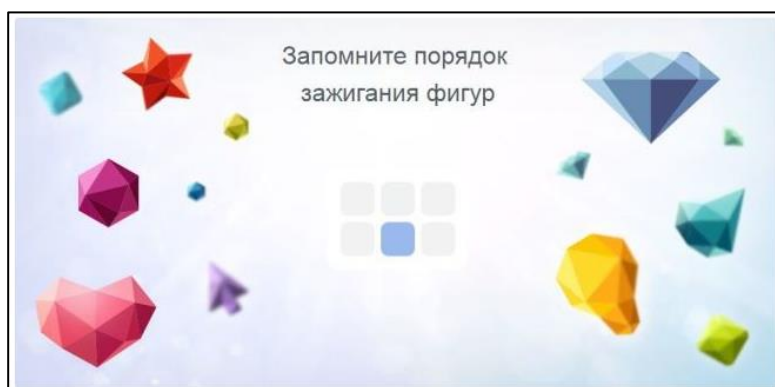 Запомните порядок
зажигания фигур